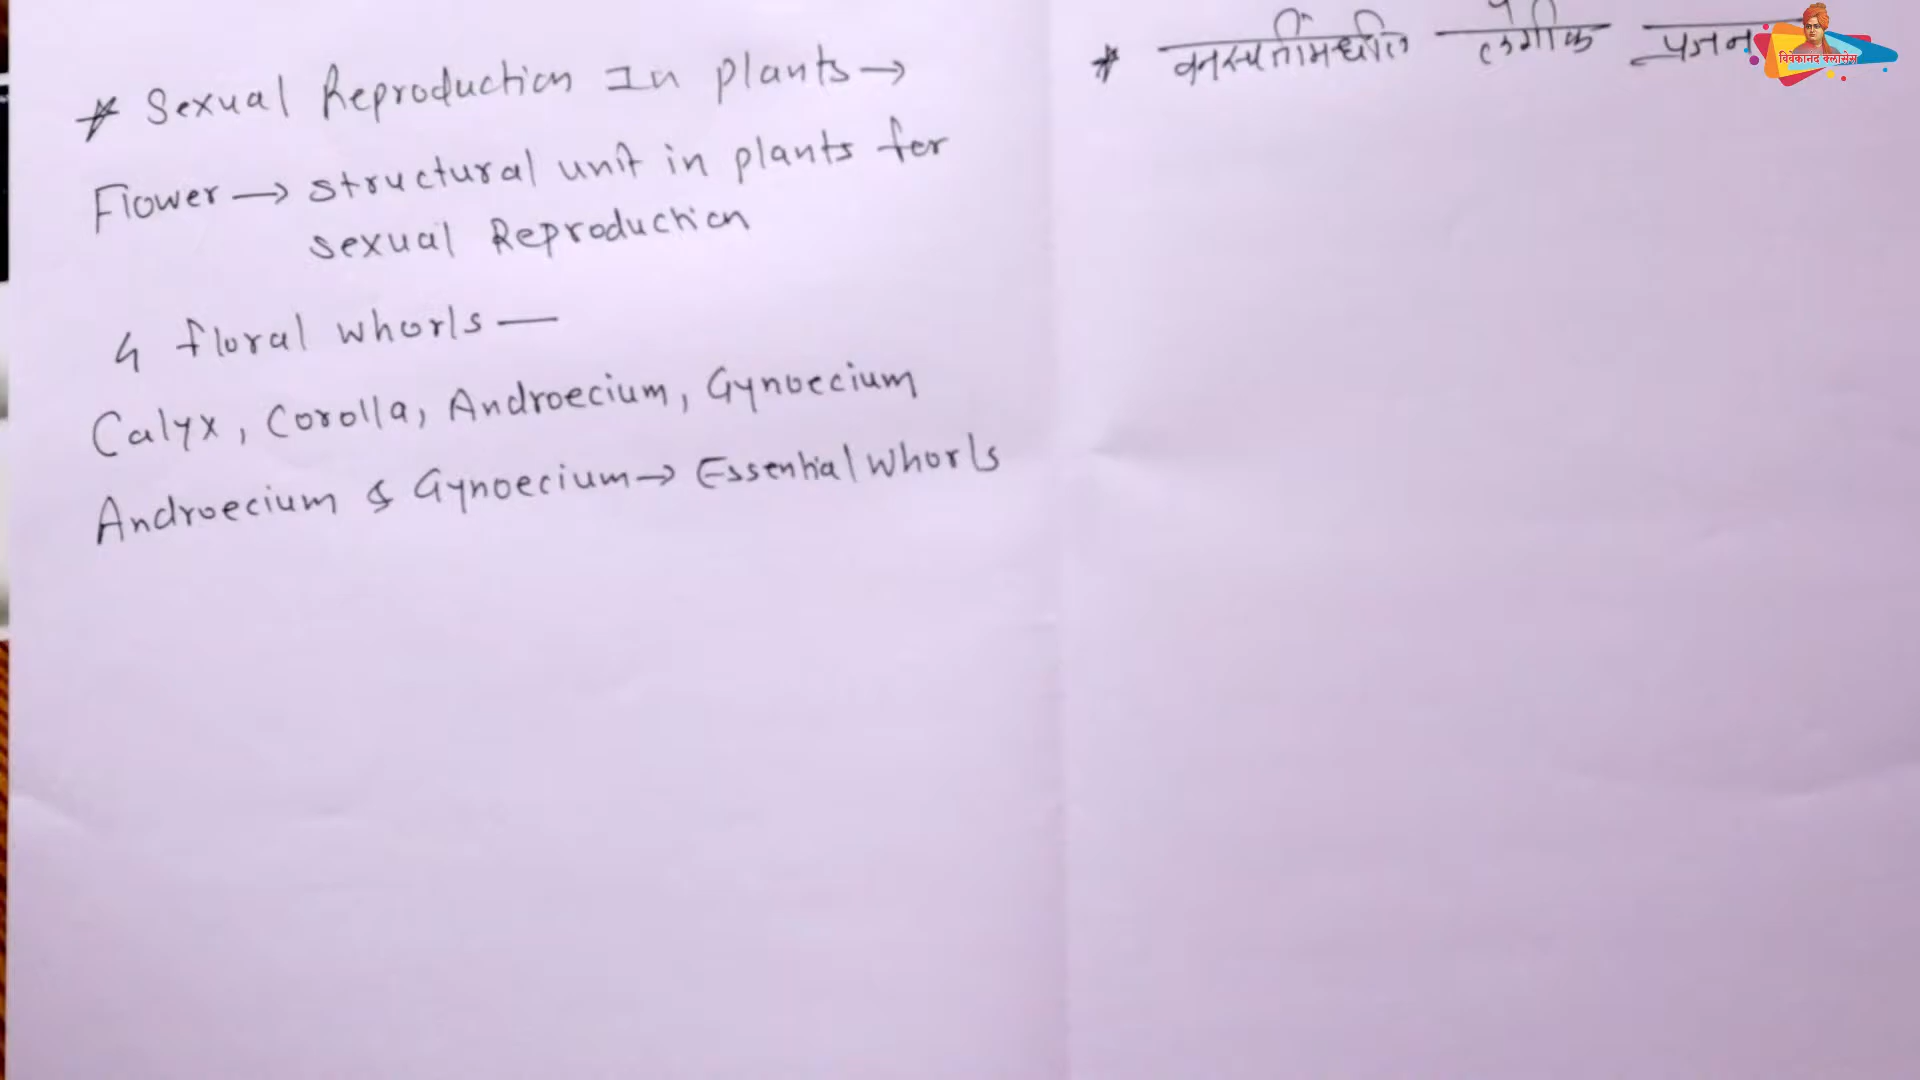 * Sexual Reproduction In plants →
Flower → structural unit in plants for
sexual Reproduction
4 floral whorls —
Calyx, Corolla, Androecium, Gynoecium
Androecium & Gynoecium → Essential Whorls
* वनस्पतींमधील लैंगीक प्रजनन
विवेकानंद क्लासेस